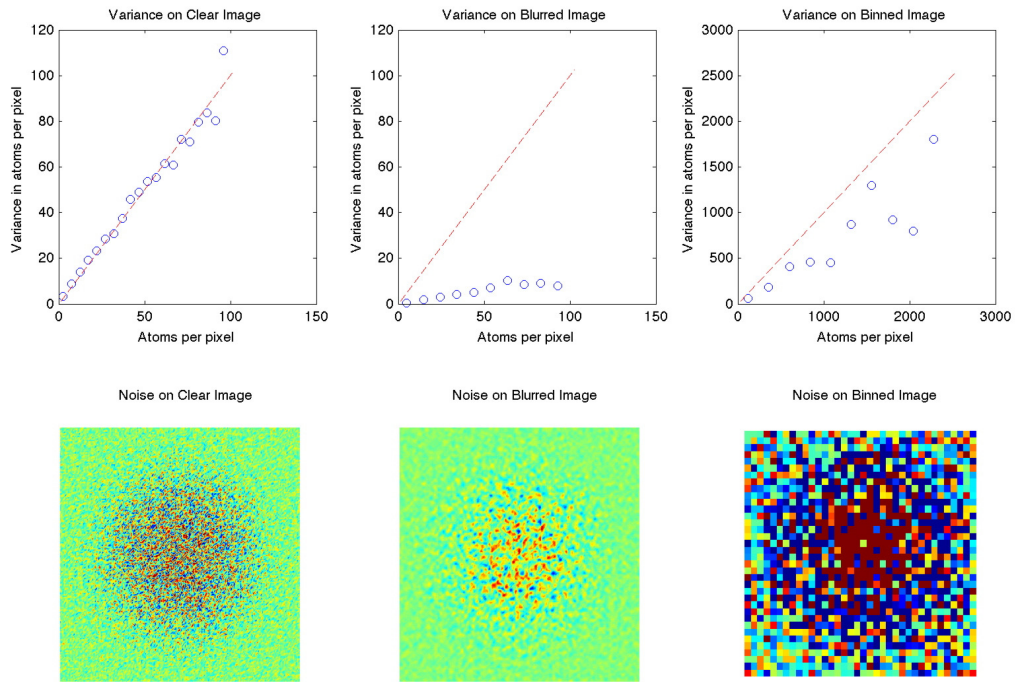 Variance on Clear Image
120
100
80
60
40
20
0
0 50 100 150
Variance in atoms per pixel
Atoms per pixel
Variance on Blurred Image
120
100
80
60
40
20
0
0 50 100 150
Variance in atoms per pixel
Atoms per pixel
Variance on Binned Image
3000
2500
2000
1500
1000
500
0
0 1000 2000 3000
Variance in atoms per pixel
Atoms per pixel
Noise on Clear Image
Noise on Blurred Image
Noise on Binned Image